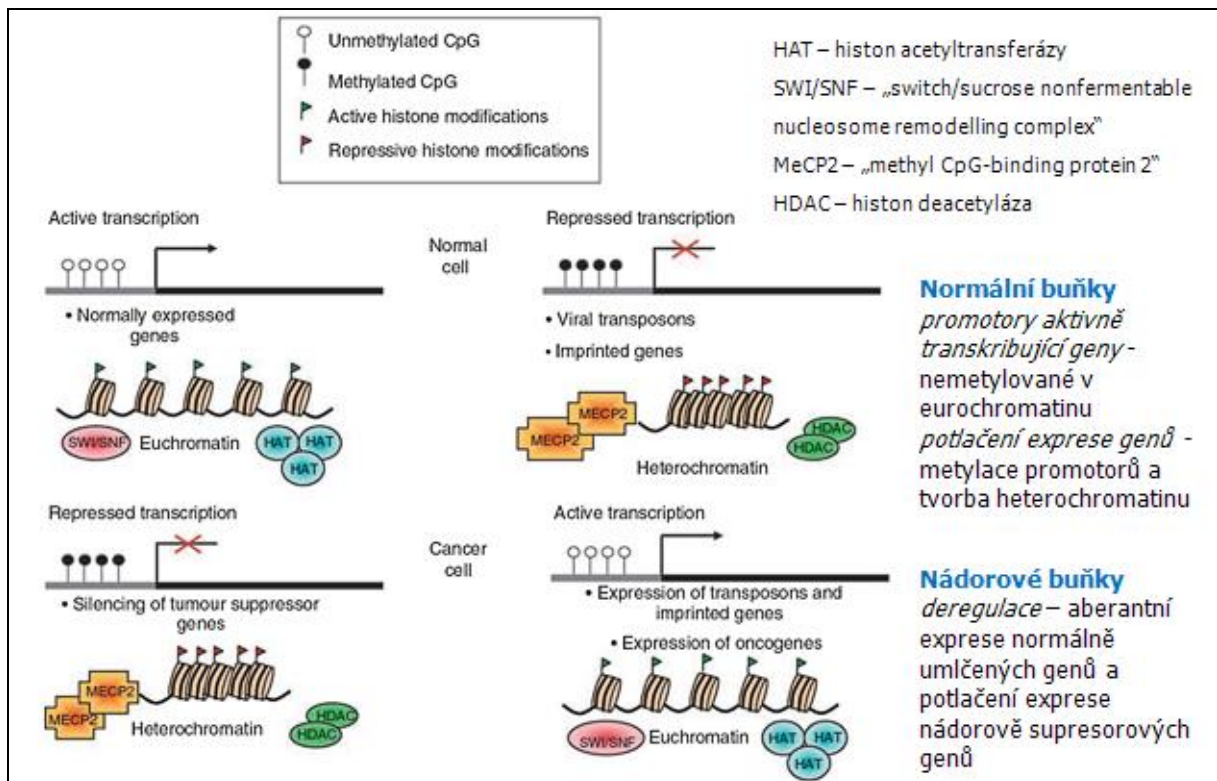 Unmethylated CpG
Methylated CpG
Active histone modifications
Repressive histone modifications
HAT – histon acetyltransferázy
SWI/SNF – „switch/sucrose nonfermentable
nucleosome remodelling complex“
MeCP2 – „methyl CpG-binding protein 2“
HDAC – histon deacetyláza
Active transcription
• Normally expressed
genes
SWI/SNF
Euchromatin
HAT
HAT
HAT
Normal
cell
Repressed transcription
• Viral transposons
• Imprinted genes
MECP2
MECP2
Heterochromatin
HDAC
HDAC
Normální buňky
promotory aktivně
transkribující geny -
nemetylované v
eurochromatinu
potlačení exprese genů -
metylace promotorů a
tvorba heterochromatinu
Repressed transcription
• Silencing of tumour suppressor
genes
MECP2
MECP2
Heterochromatin
HDAC
HDAC
Cancer
cell
Active transcription
• Expression of transposons and
imprinted genes
• Expression of oncogenes
SWI/SNF
Euchromatin
HAT
HAT
HAT
Nádorové buňky
deregulace – aberantní
exprese normálně
umlčených genů a
potlačení exprese
nádorově supresorových
genů